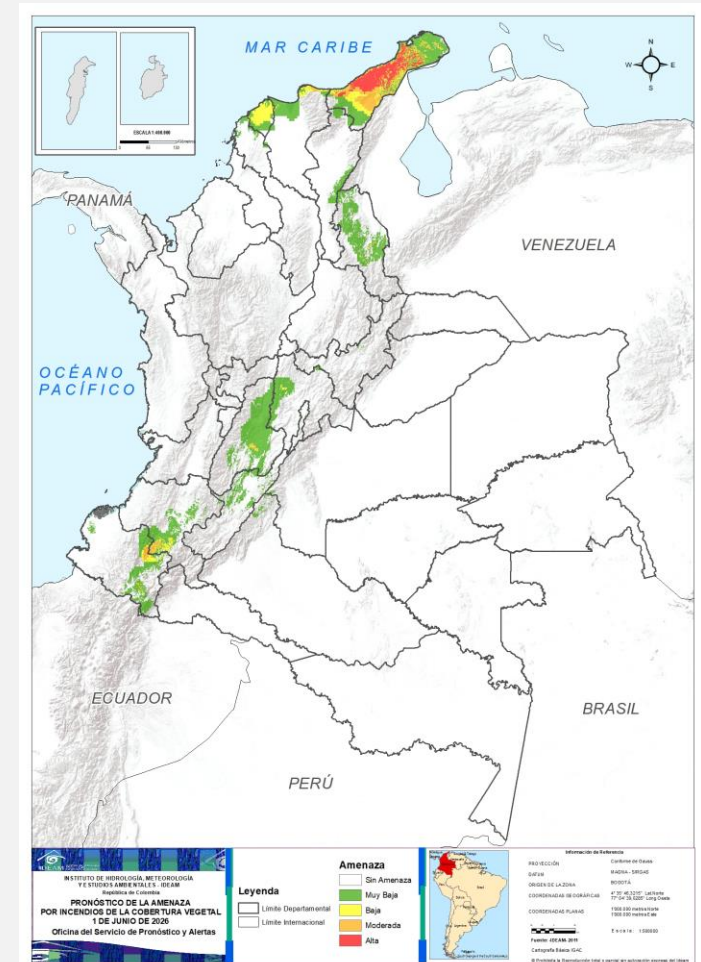 MAR CARIBE
N
W
E
S
ESCALA
PANAMÁ
VENEZUELA
OCÉANO
PACÍFICO
ECUADOR
BRASIL
PERÚ
IDEAM
INSTITUTO DE HIDROLOGÍA, METEOROLOGÍA
Y ESTUDIOS AMBIENTALES - IDEAM
República de Colombia
PRONÓSTICO DE LA AMENAZA
POR INCENDIOS DE LA COBERTURA VEGETAL
1 DE JUNIO DE 2026
Oficina del Servicio de Pronóstico y Alertas
Leyenda
Límite Departamental
Límite Internacional
Amenaza
Sin Amenaza
Muy Baja
Baja
Moderada
Alta
Información de Referencia
PROYECCIÓN
Conforme de Gauss
DATUM
MAGNA - SIRGAS
ORIGEN DE LA ZONA
BOGOTÁ
COORDENADAS GEOGRÁFICAS
COORDENADAS PLANAS
1'000.000 metros Norte
1'000.000 metros Este
Fuente: IDEAM- 2019
Cartografía Básica IGAC.